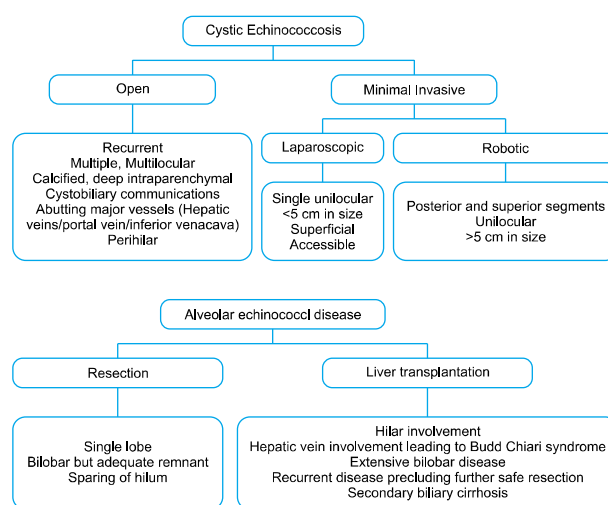 Cystic Echinococcosis
Open
Minimal Invasive
Recurrent
Multiple, Multilocular
Calcified, deep intraparenchymal
Cystobiliary communications
Abutting major vessels (Hepatic
veins/portal vein/inferior venacava)
Perihilar
Laparoscopic
Robotic
Single unilocular
<5 cm in size
Superficial
Accessible
Posterior and superior segments
Unilocular
>5 cm in size
Alveolar echinococcl disease
Resection
Liver transplantation
Single lobe
Bilobar but adequate remnant
Sparing of hilum
Hilar involvement
Hepatic vein involvement leading to Budd Chiari syndrome
Extensive bilobar disease
Recurrent disease precluding further safe resection
Secondary biliary cirrhosis